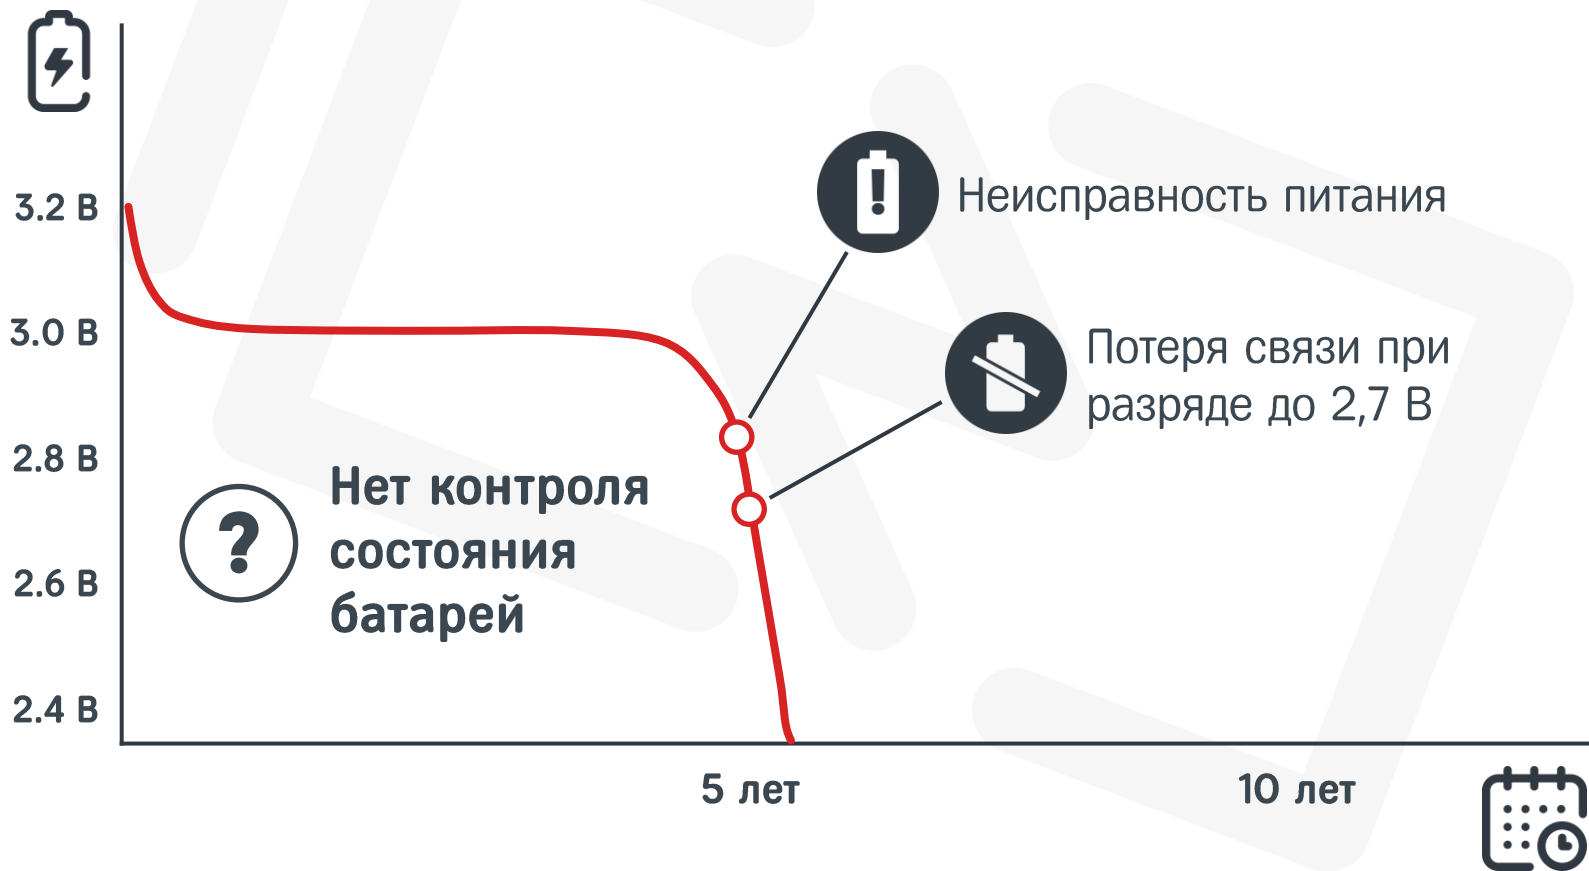 3.2 В
3.0 В
2.8 В
2.6 В
2.4 В
Неисправность питания
Потеря связи при
разряде до 2,7 В
?
Нет контроля
состояния
батарей
5 лет
10 лет